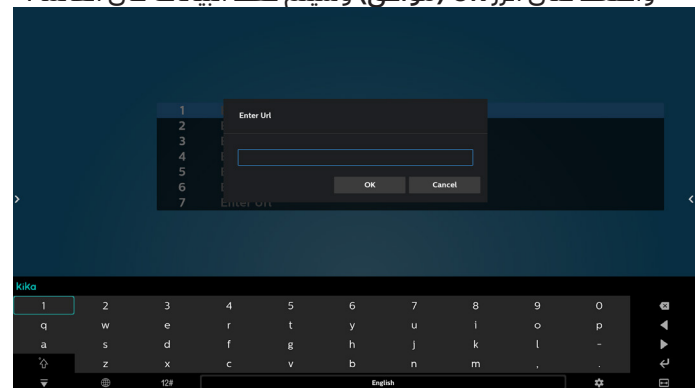 1
Enter Url
2
3
4
5
6
OK Cancel
7 Enter Url
kika
1 2 3 4 5 6 7 8 9 0
q w e r t y u i o p
a s d f g h j k l -
z x c v b n m , .
12# English